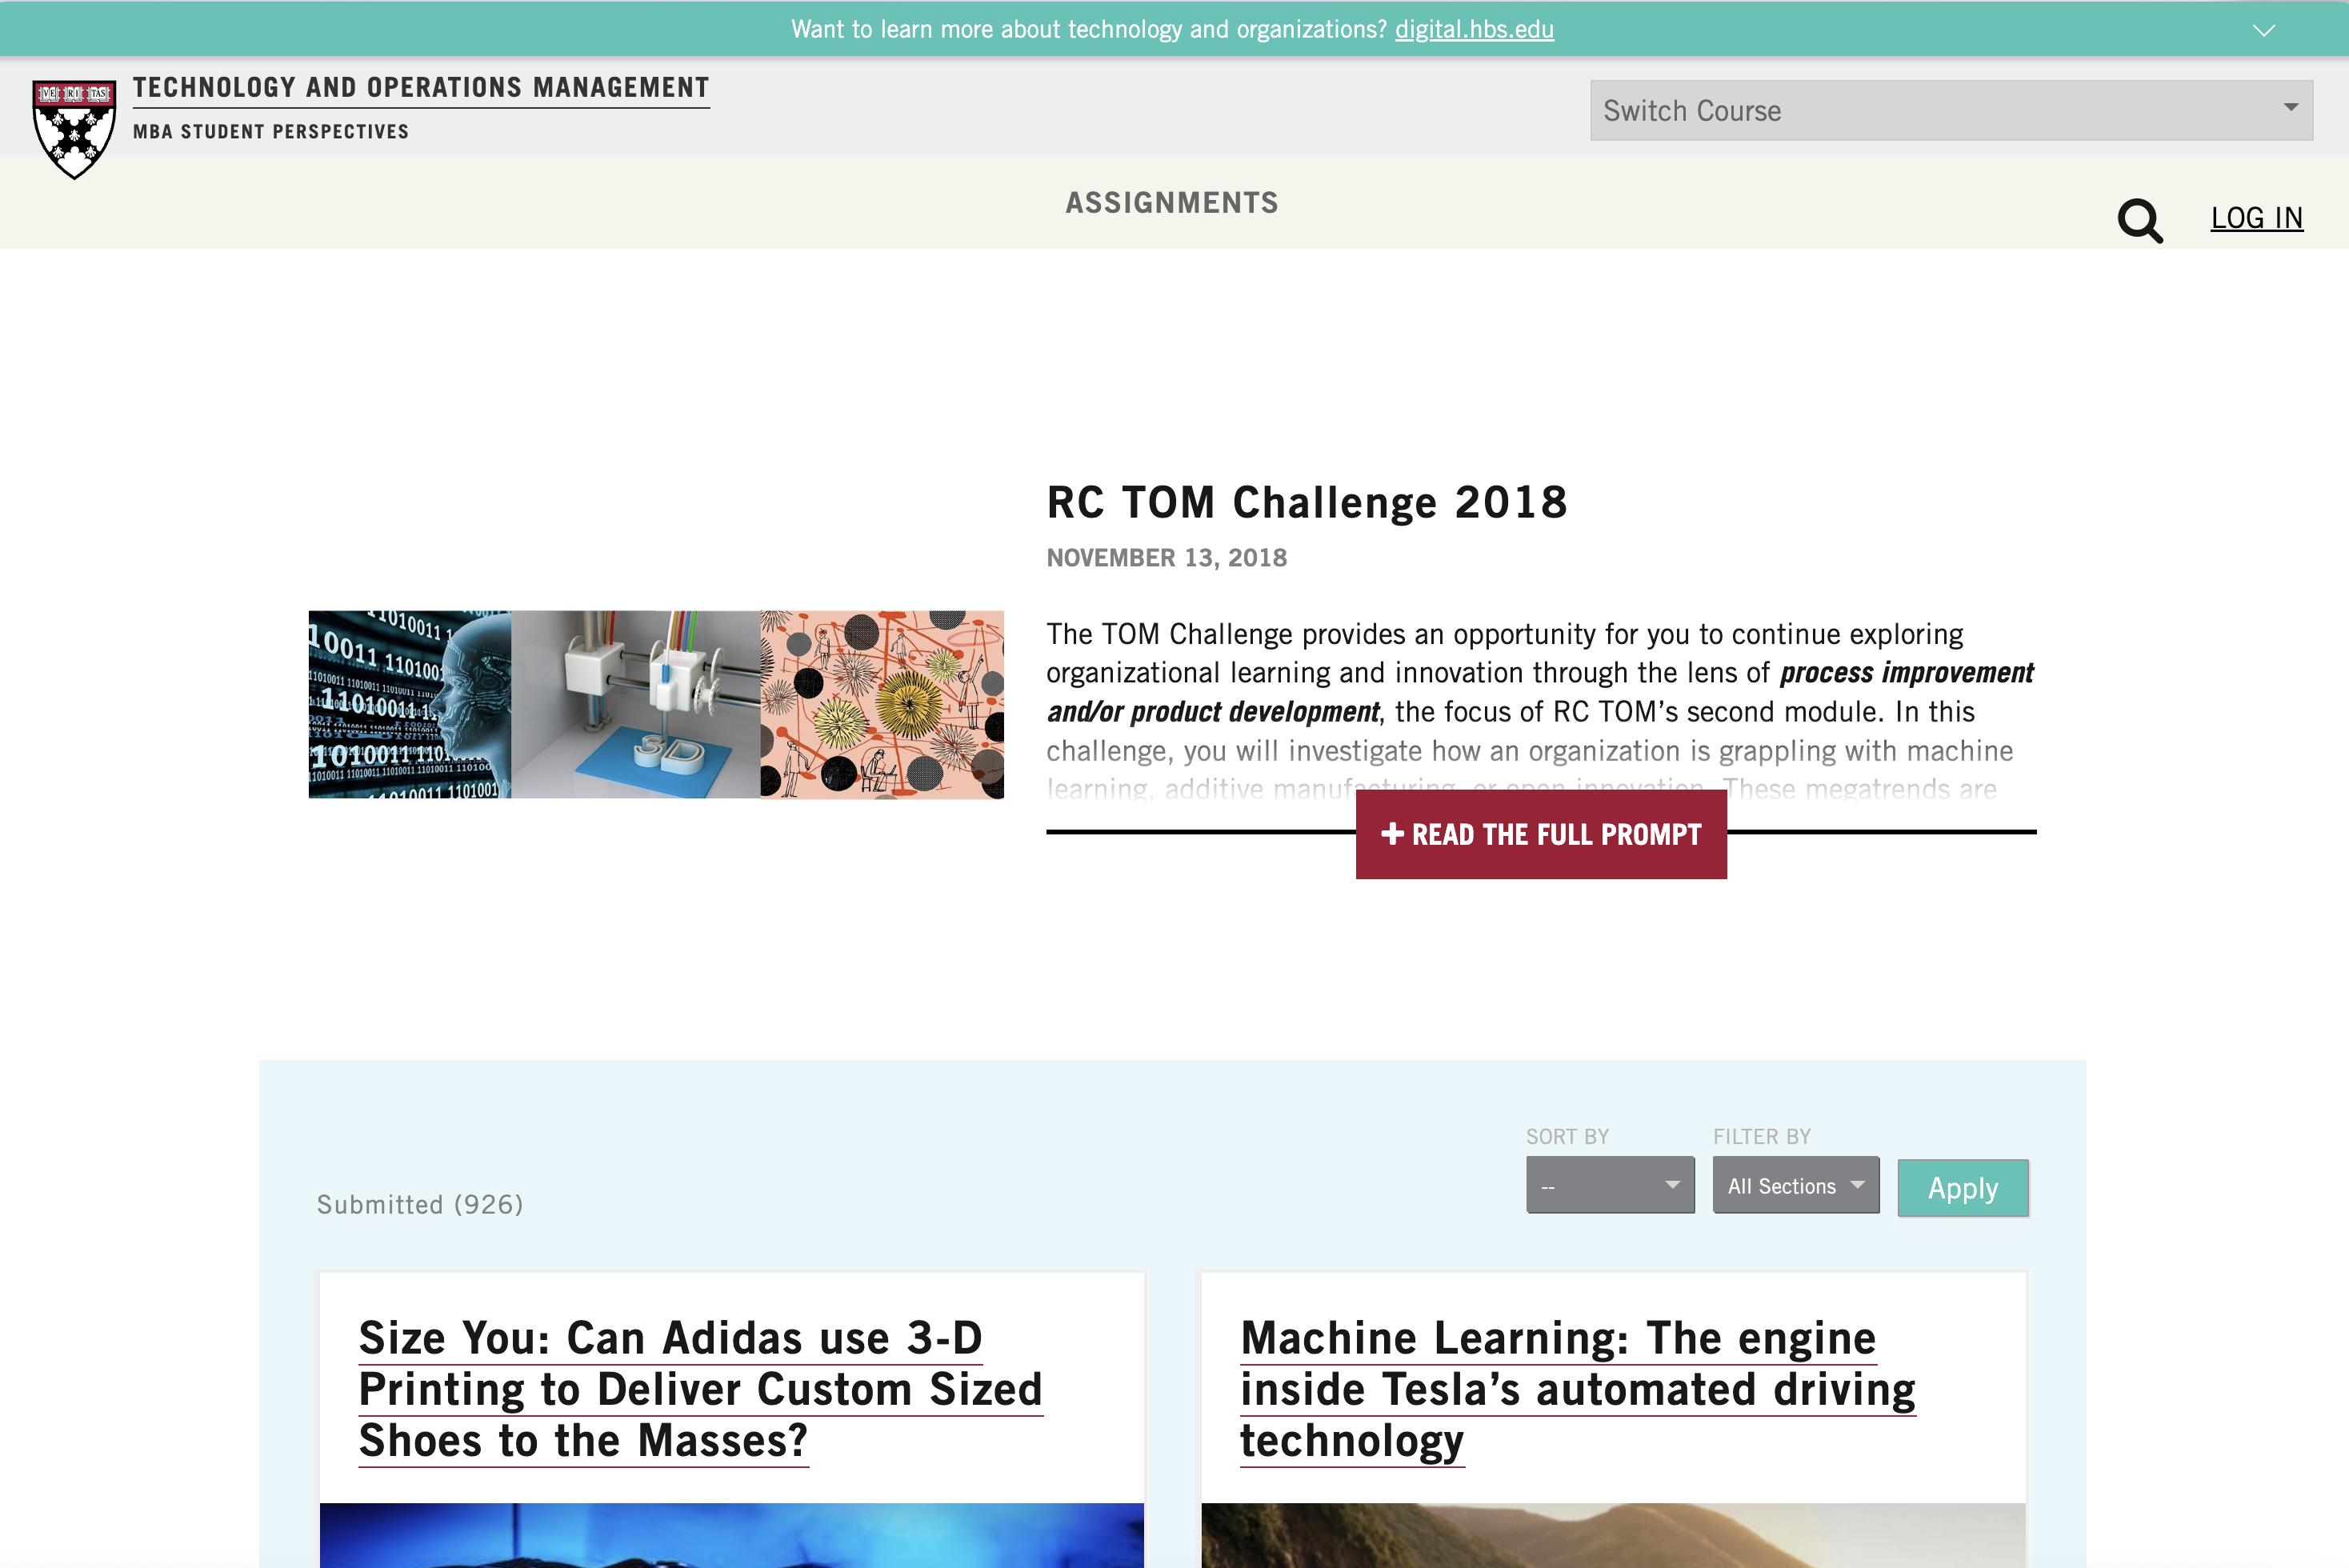 Want to learn more about technology and organizations? digital.hbs.edu
VE RI TAS
TECHNOLOGY AND OPERATIONS MANAGEMENT
MBA STUDENT PERSPECTIVES
Switch Course
ASSIGNMENTS
LOG IN
RC TOM Challenge 2018
NOVEMBER 13, 2018
The TOM Challenge provides an opportunity for you to continue exploring
organizational learning and innovation through the lens of process improvement
and/or product development, the focus of RC TOM’s second module. In this
challenge, you will investigate how an organization is grappling with machine
learning, additive manufacturing, or open innovation. These megatrends are
READ THE FULL PROMPT
3D
SORT BY
FILTER BY
--
All Sections
Apply
Submitted (926)
Size You: Can Adidas use 3-D
Printing to Deliver Custom Sized
Shoes to the Masses?
Machine Learning: The engine
inside Tesla’s automated driving
technology